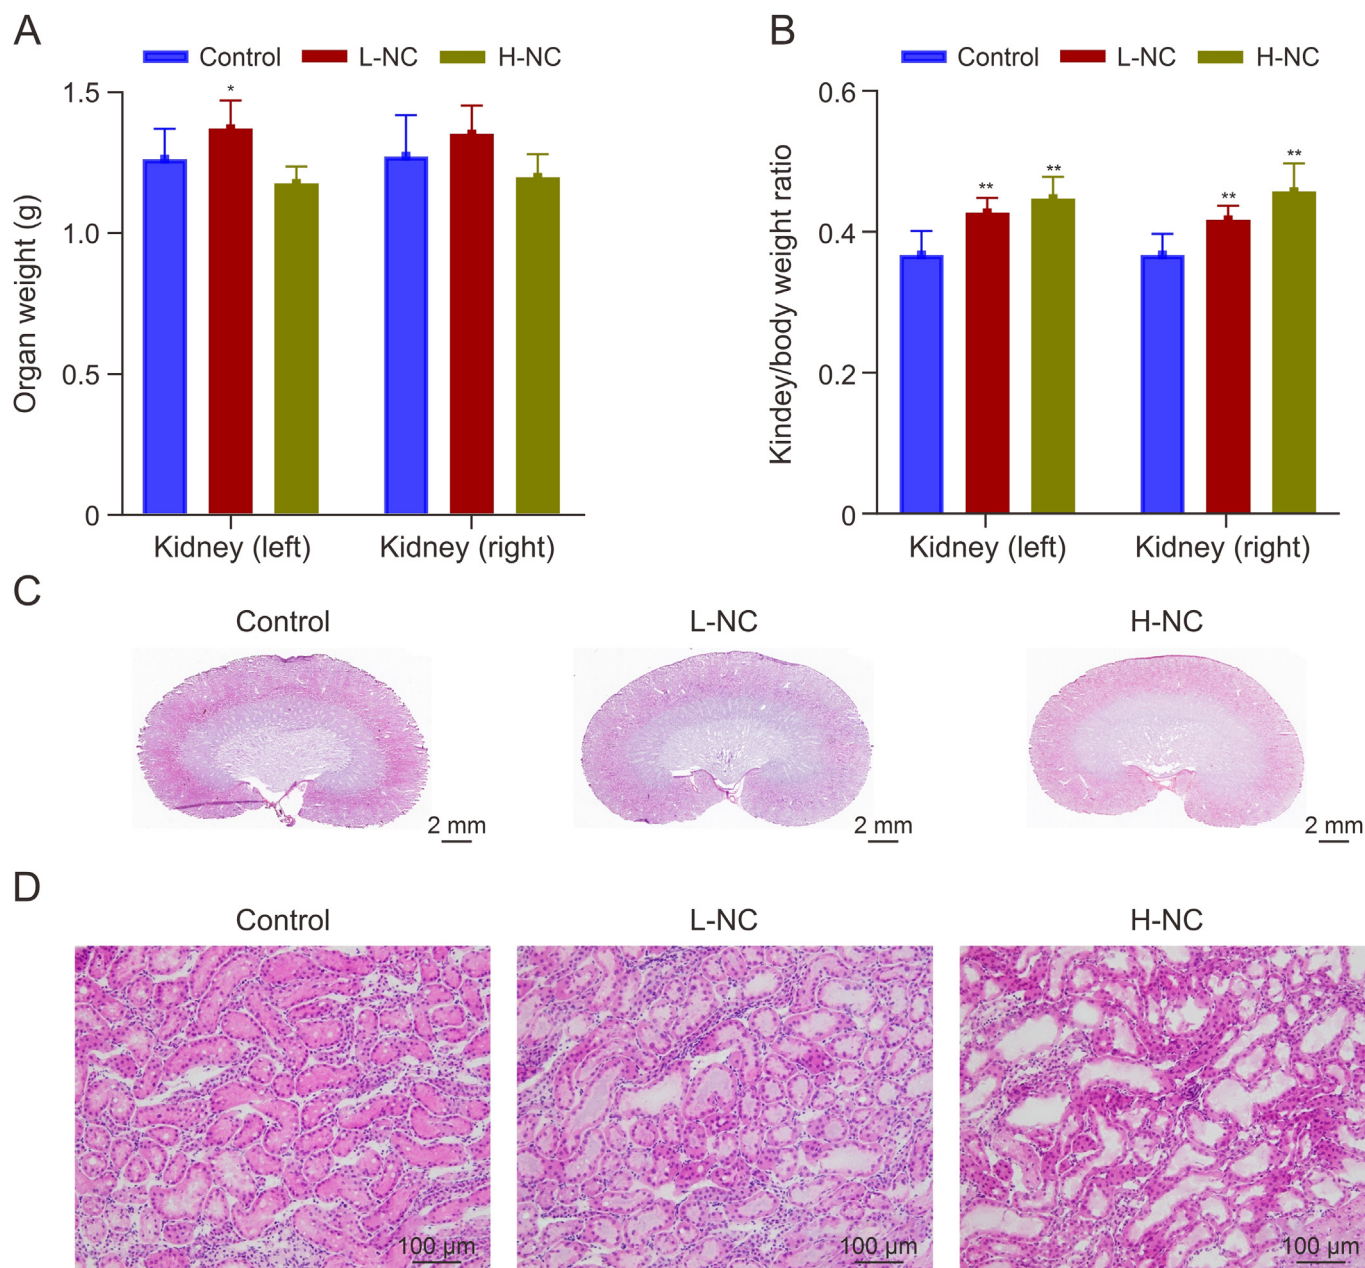 A
Control L-NC H-NC
1.5
1.0
0.5
0
Organ weight (g)
*
Kidney (left) Kidney (right)
B
Control L-NC H-NC
0.6
0.4
0.2
0
Kindey/body weight ratio
** ** ** **
Kidney (left) Kidney (right)
C
Control L-NC H-NC
2 mm 2 mm 2 mm
D
Control L-NC H-NC
100 µm 100 µm 100 µm